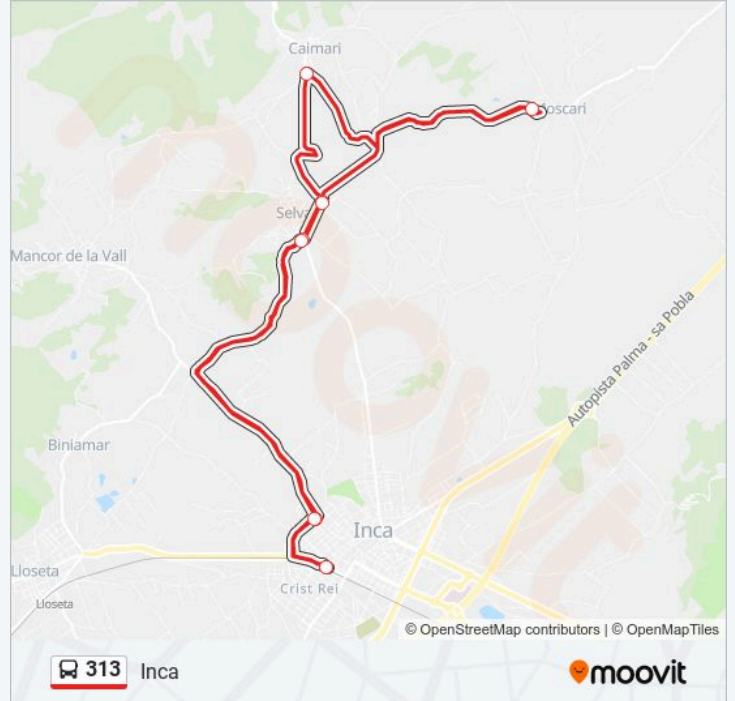 Caimari
Moscari
Selva
Mancor de la Vall
Autopista Palma - sa Pobla
Biniamar
Inca
Lloseta
Crist Rei
Lloseta
© OpenStreetMap contributors | © OpenMapTiles
313 Inca
moovit